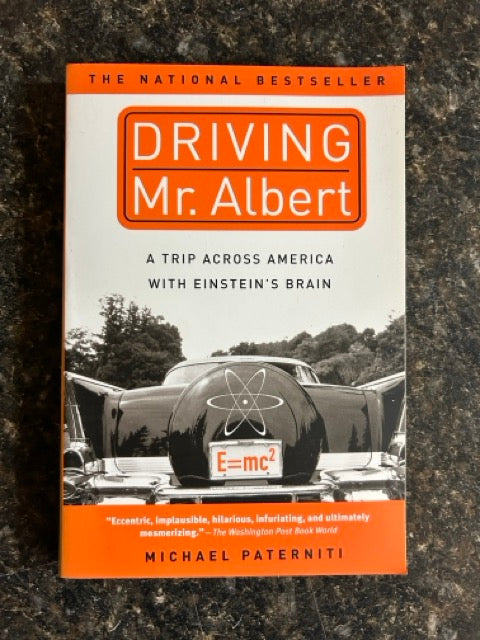 THE NATIONAL BESTSELLER
DRIVING
Mr. Albert
A TRIP ACROSS AMERICA
WITH EINSTEIN'S BRAIN
E=mc²
"Eccentric, implausible, hilarious, infuriating, and ultimately
mesmerizing." – The Washington Post Book World
MICHAEL PATERNITI